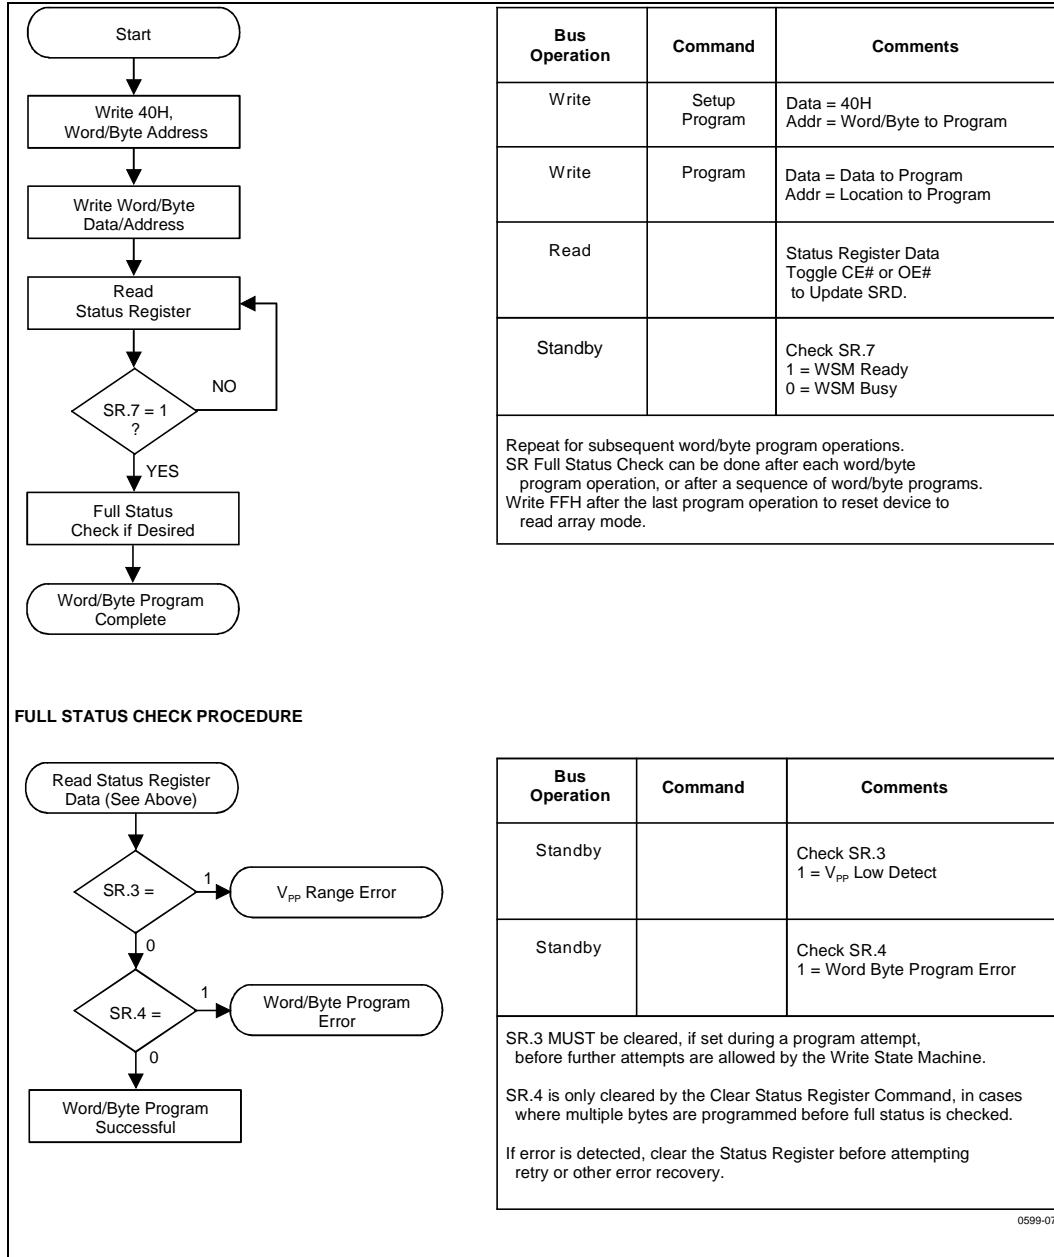 Start
Write 40H,
Word/Byte Address
Write Word/Byte
Data/Address
Read
Status Register
NO
SR.7 = 1
?
YES
Full Status
Check if Desired
Word/Byte Program
Complete
Bus
Operation
Command
Comments
Write
Setup
Program
Data = 40H
Addr = Word/Byte to Program
Write
Program
Data = Data to Program
Addr = Location to Program
Read
Status Register Data
Toggle CE# or OE#
to Update SRD.
Standby
Check SR.7
1 = WSM Ready
0 = WSM Busy
Repeat for subsequent word/byte program operations.
SR Full Status Check can be done after each word/byte
program operation, or after a sequence of word/byte programs.
Write FFH after the last program operation to reset device to
read array mode.
FULL STATUS CHECK PROCEDURE
Read Status Register
Data (See Above)
SR.3 =
1
VPP Range Error
0
SR.4 =
1
Word/Byte Program
Error
0
Word/Byte Program
Successful
Bus
Operation
Command
Comments
Standby
Check SR.3
1 = VPP Low Detect
Standby
Check SR.4
1 = Word Byte Program Error
SR.3 MUST be cleared, if set during a program attempt,
before further attempts are allowed by the Write State Machine.
SR.4 is only cleared by the Clear Status Register Command, in cases
where multiple bytes are programmed before full status is checked.
If error is detected, clear the Status Register before attempting
retry or other error recovery.
0599-07